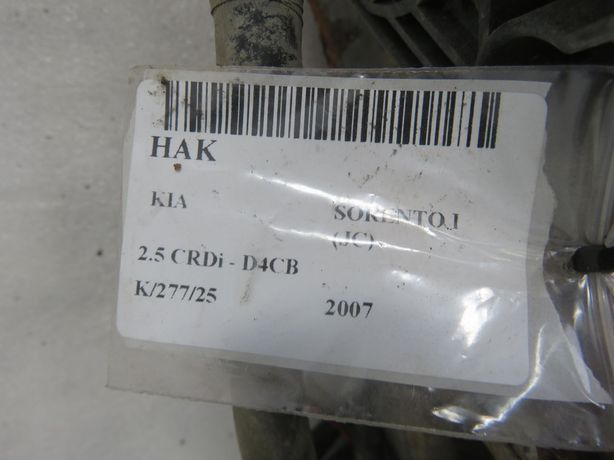 HAK
KIA SORENTO I
(JC)
2.5 CRDi - D4CB
K/277/25 2007